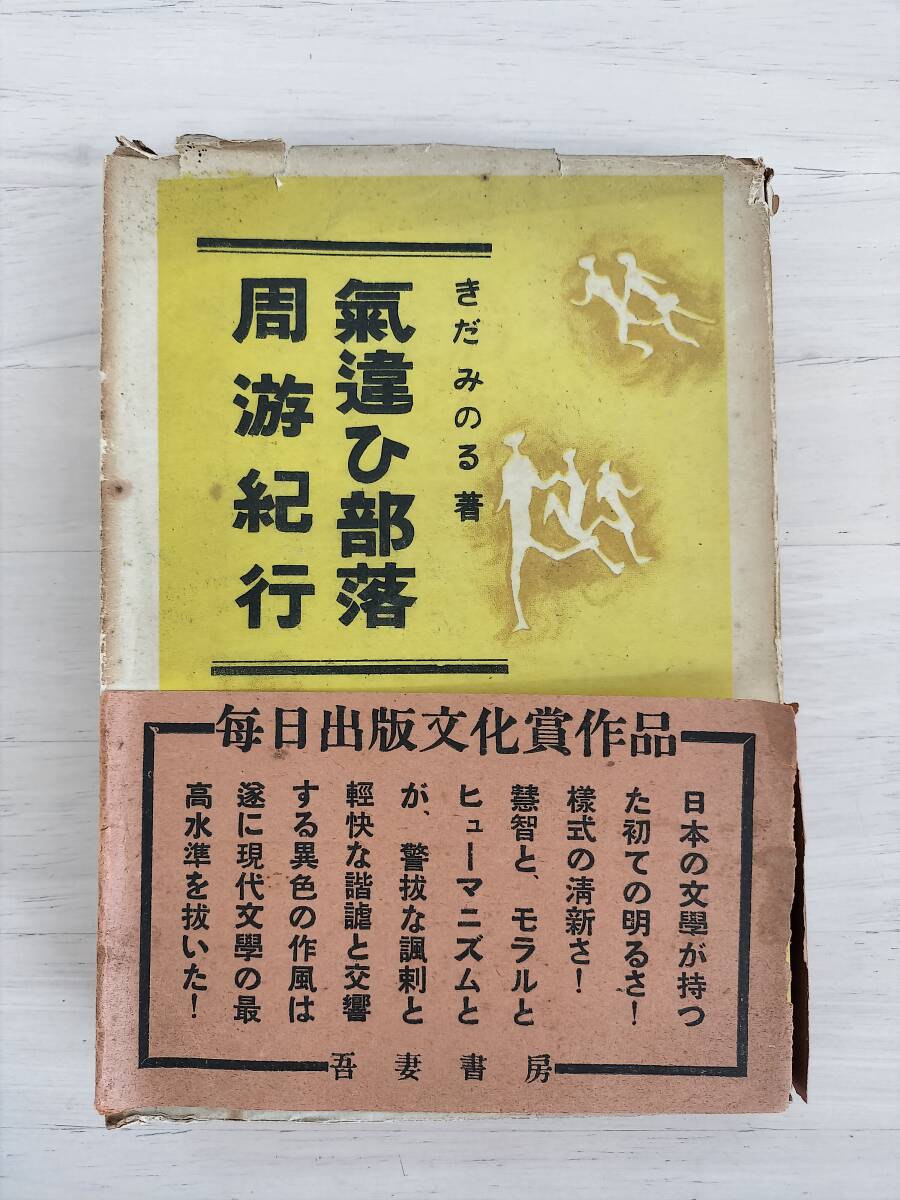 きだみのる著
氣違ひ部落
周游紀行
毎日出版文化賞作品
日本の文學が持つ
た初ての明るさ！
樣式の淸新さ！
慧智と、モラルと
ヒューマニズムと
が、警拔な諷刺と
輕快な諧謔と交響
する異色の作風は
遂に現代文學の最
高水準を拔いた！
吾妻書房